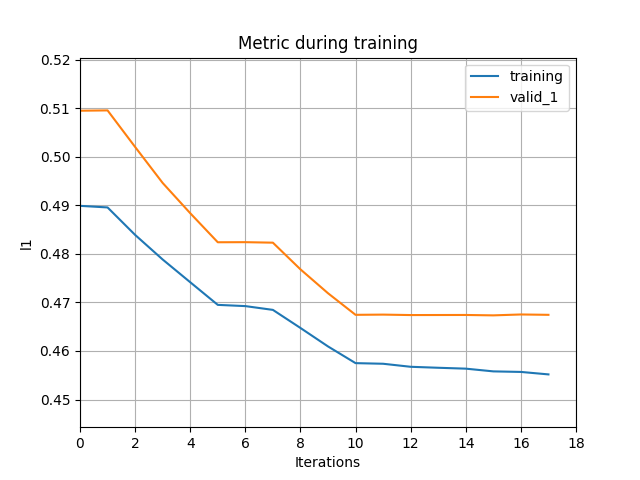 Metric during training
0.52
0.51
0.50
0.49
0.48
0.47
0.46
0.45
l1
training
valid_1
0 2 4 6 8 10 12 14 16 18
Iterations